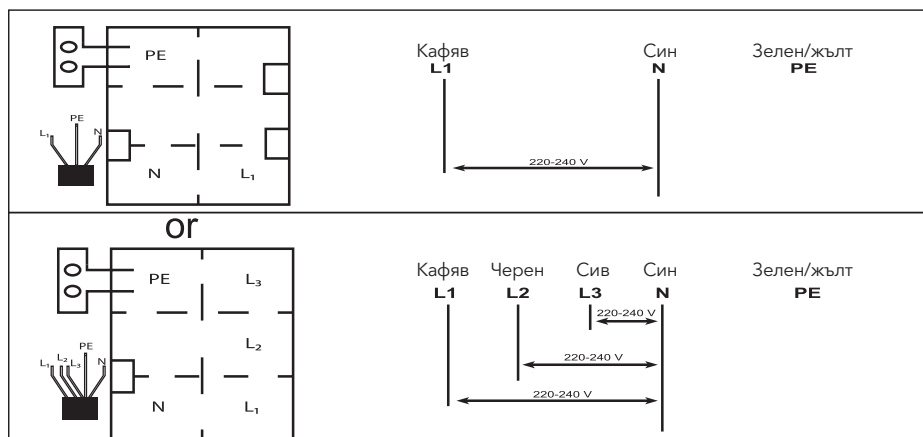 PE
L₁ PE N
N L₁
Кафяв Син Зелен/жълт
L1 N PE
220-240 V
or
PE L₃
L₂
L₁ L₂ L₃ PE N
N L₁
Кафяв Черен Сив Син Зелен/жълт
L1 L2 L3 N PE
220-240 V
220-240 V
220-240 V